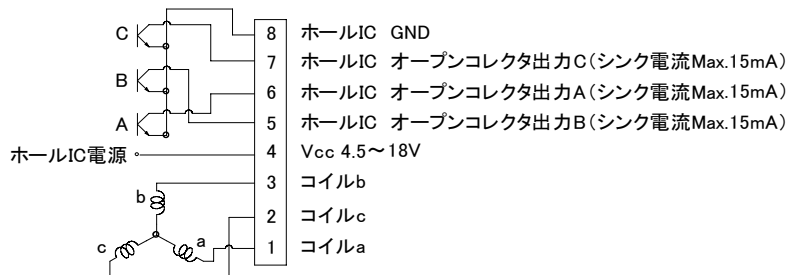 C
B
A
8 ホールIC GND
7 ホールIC オープンコレクタ出力C(シンク電流Max.15mA)
6 ホールIC オープンコレクタ出力A(シンク電流Max.15mA)
5 ホールIC オープンコレクタ出力B(シンク電流Max.15mA)
ホールIC電源 4 Vcc 4.5~18V
3 コイルb
b
2 コイルc
c a 1 コイルa